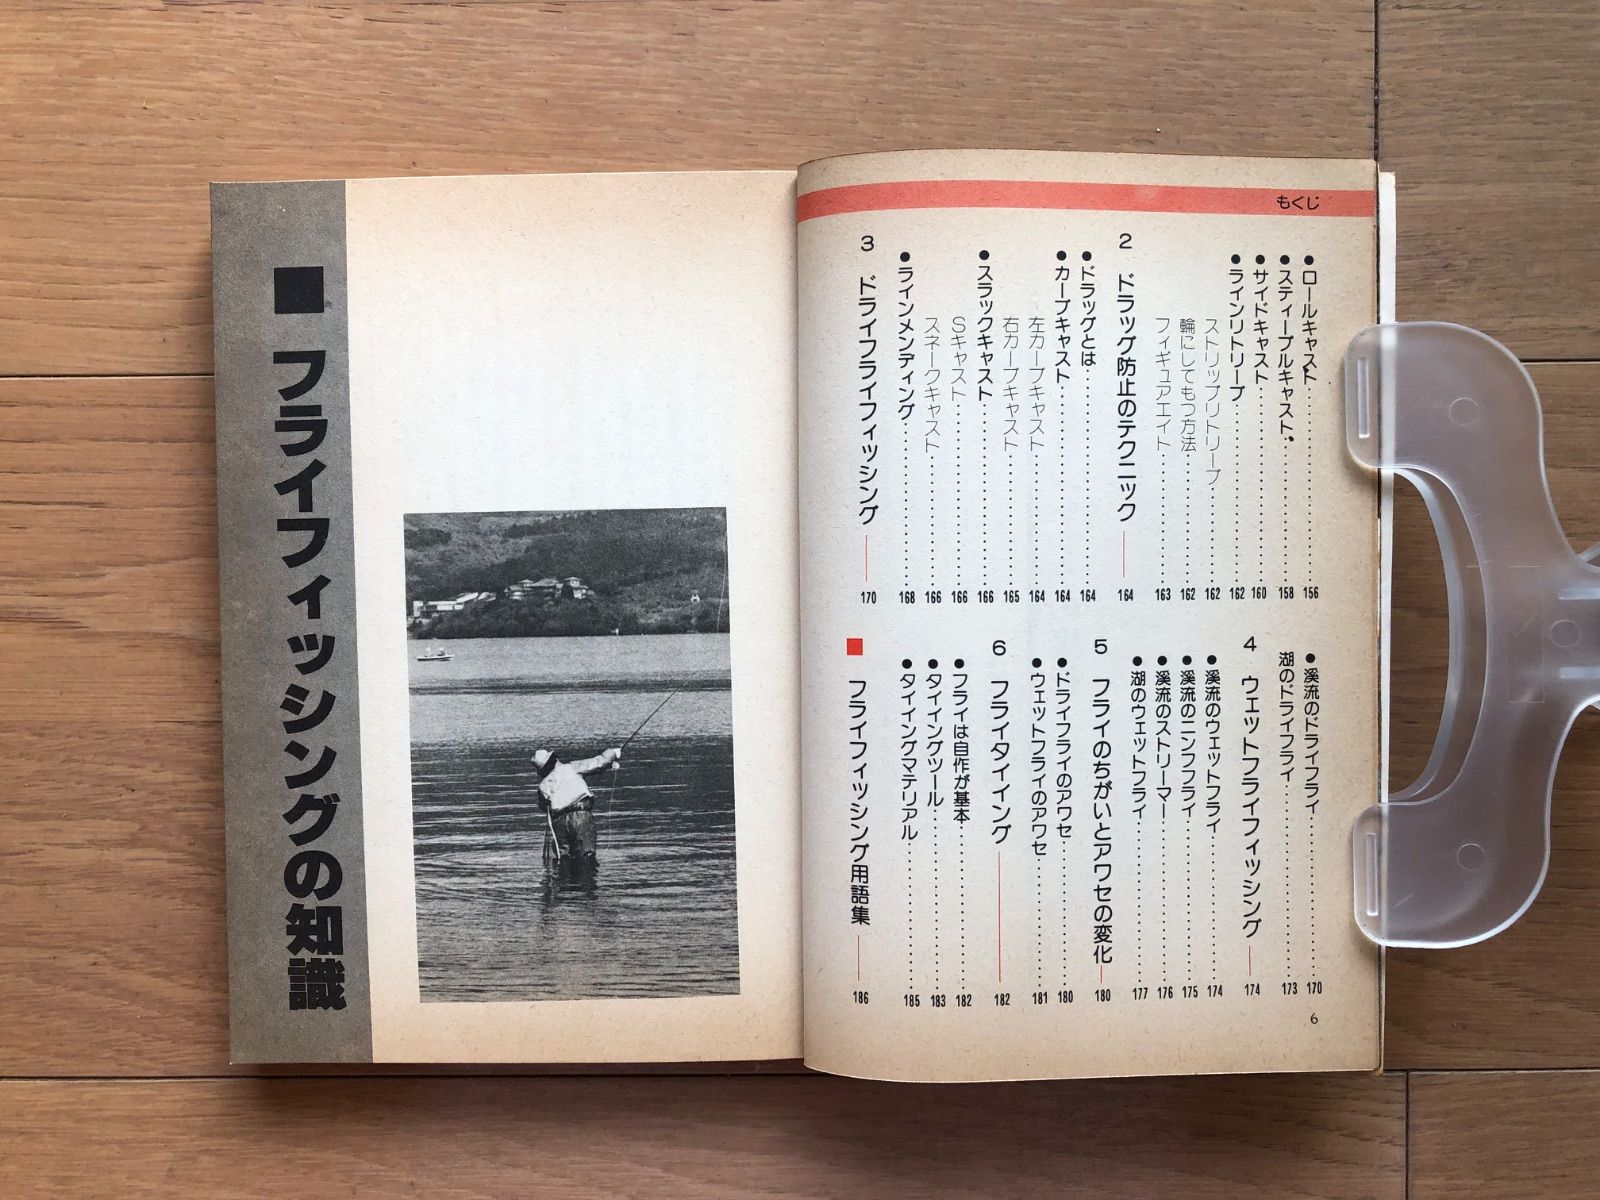 もくじ
●ロールキャスト……156
●スティープルキャスト……158
●サイドキャスト……160
●ラインリトリーブ……162
ストリップリトリーブ……162
輪にしてもつ方法……162
フィギュアエイト……163
2 ドラッグ防止のテクニック — 164
●ドラッグとは……164
●カーブキャスト……164
左カーブキャスト……164
右カーブキャスト……165
●スラックキャスト……166
Sキャスト……166
スネークキャスト……166
●ラインメンディング……168
3 ドライフライフィッシング — 170
●溪流のドライフライ……170
湖のドライフライ……173
4 ウェットフライフィッシング — 174
●溪流のウェットフライ……174
●溪流のニンフフライ……175
●溪流のストリーマー……176
●湖のウェットフライ……177
5 フライのちがいとアワセの変化 — 180
●ドライフライのアワセ……180
●ウェットフライのアワセ……181
6 フライタイイング — 182
●フライは自作が基本……182
●タイイングツール……183
●タイイングマテリアル……185
■ フライフィッシング用語集 — 186
6
■ フライフィッシングの知識